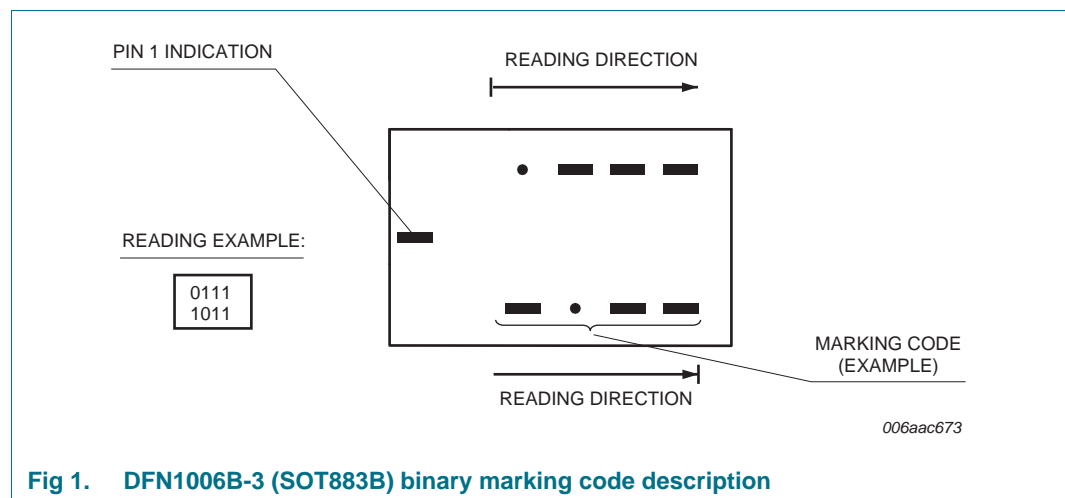 PIN 1 INDICATION
READING DIRECTION
READING EXAMPLE:
0111
1011
MARKING CODE
(EXAMPLE)
READING DIRECTION
006aac673
Fig 1. DFN1006B-3 (SOT883B) binary marking code description